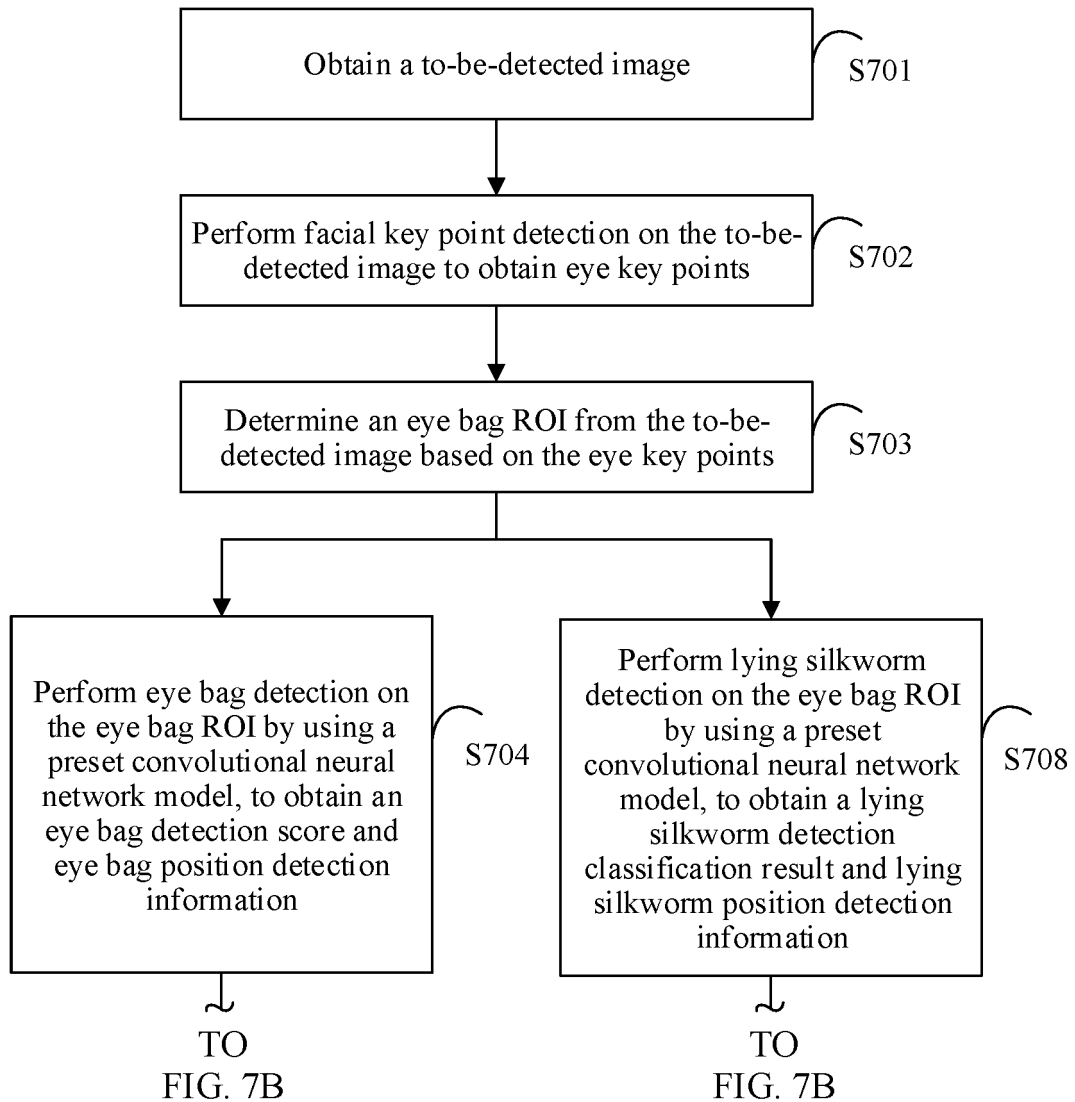 Obtain a to-be-detected image
S701
Perform facial key point detection on the to-be-
detected image to obtain eye key points
S702
Determine an eye bag ROI from the to-be-
detected image based on the eye key points
S703
Perform eye bag detection on
the eye bag ROI by using a
preset convolutional neural
network model, to obtain an
eye bag detection score and
eye bag position detection
information
S704
Perform lying silkworm
detection on the eye bag ROI
by using a preset
convolutional neural network
model, to obtain a lying
silkworm detection
classification result and lying
silkworm position detection
information
S708
TO
FIG. 7B
TO
FIG. 7B